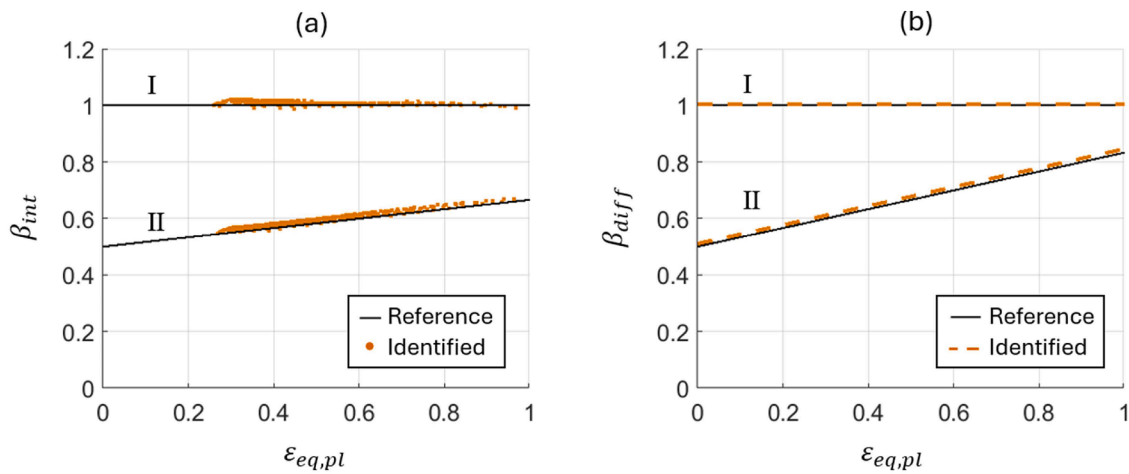 (a)
1.2
1
0.8
0.6
0.4
0.2
0
I
II
β_int
Reference
Identified
0 0.2 0.4 0.6 0.8 1
ε_eq,pl
(b)
1.2
1
0.8
0.6
0.4
0.2
0
I
II
β_diff
Reference
Identified
0 0.2 0.4 0.6 0.8 1
ε_eq,pl